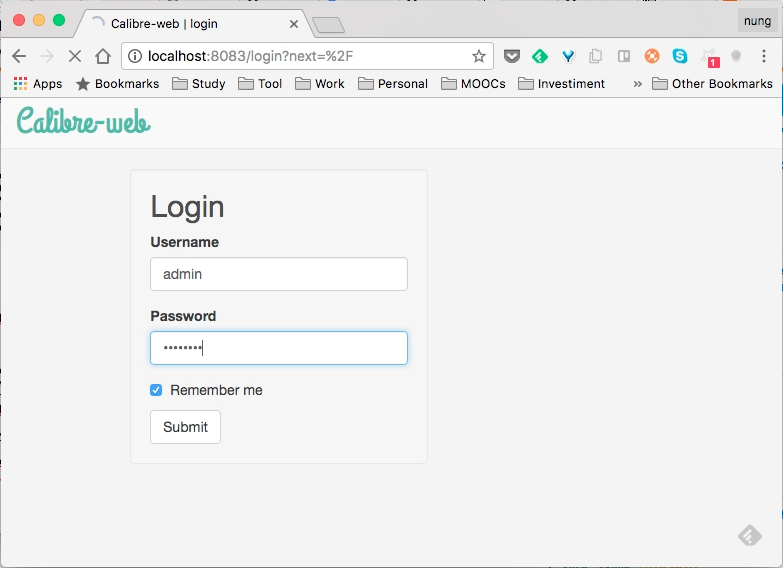 Calibre-web | login
nung
localhost:8083/login?next=%2F
1
Apps Bookmarks Study Tool Work Personal MOOCs Investiment » Other Bookmarks
Calibre-web
Login
Username
admin
Password
••••••••
Remember me
Submit